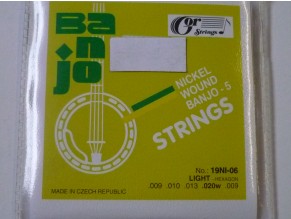 Ba
n
jo
Gor
Strings
NICKEL
WOUND
BANJO - 5
STRINGS
No.: 19NI-06
LIGHT - HEXAGON
.009 .010 .013 .020w .009
MADE IN CZECH REPUBLIC